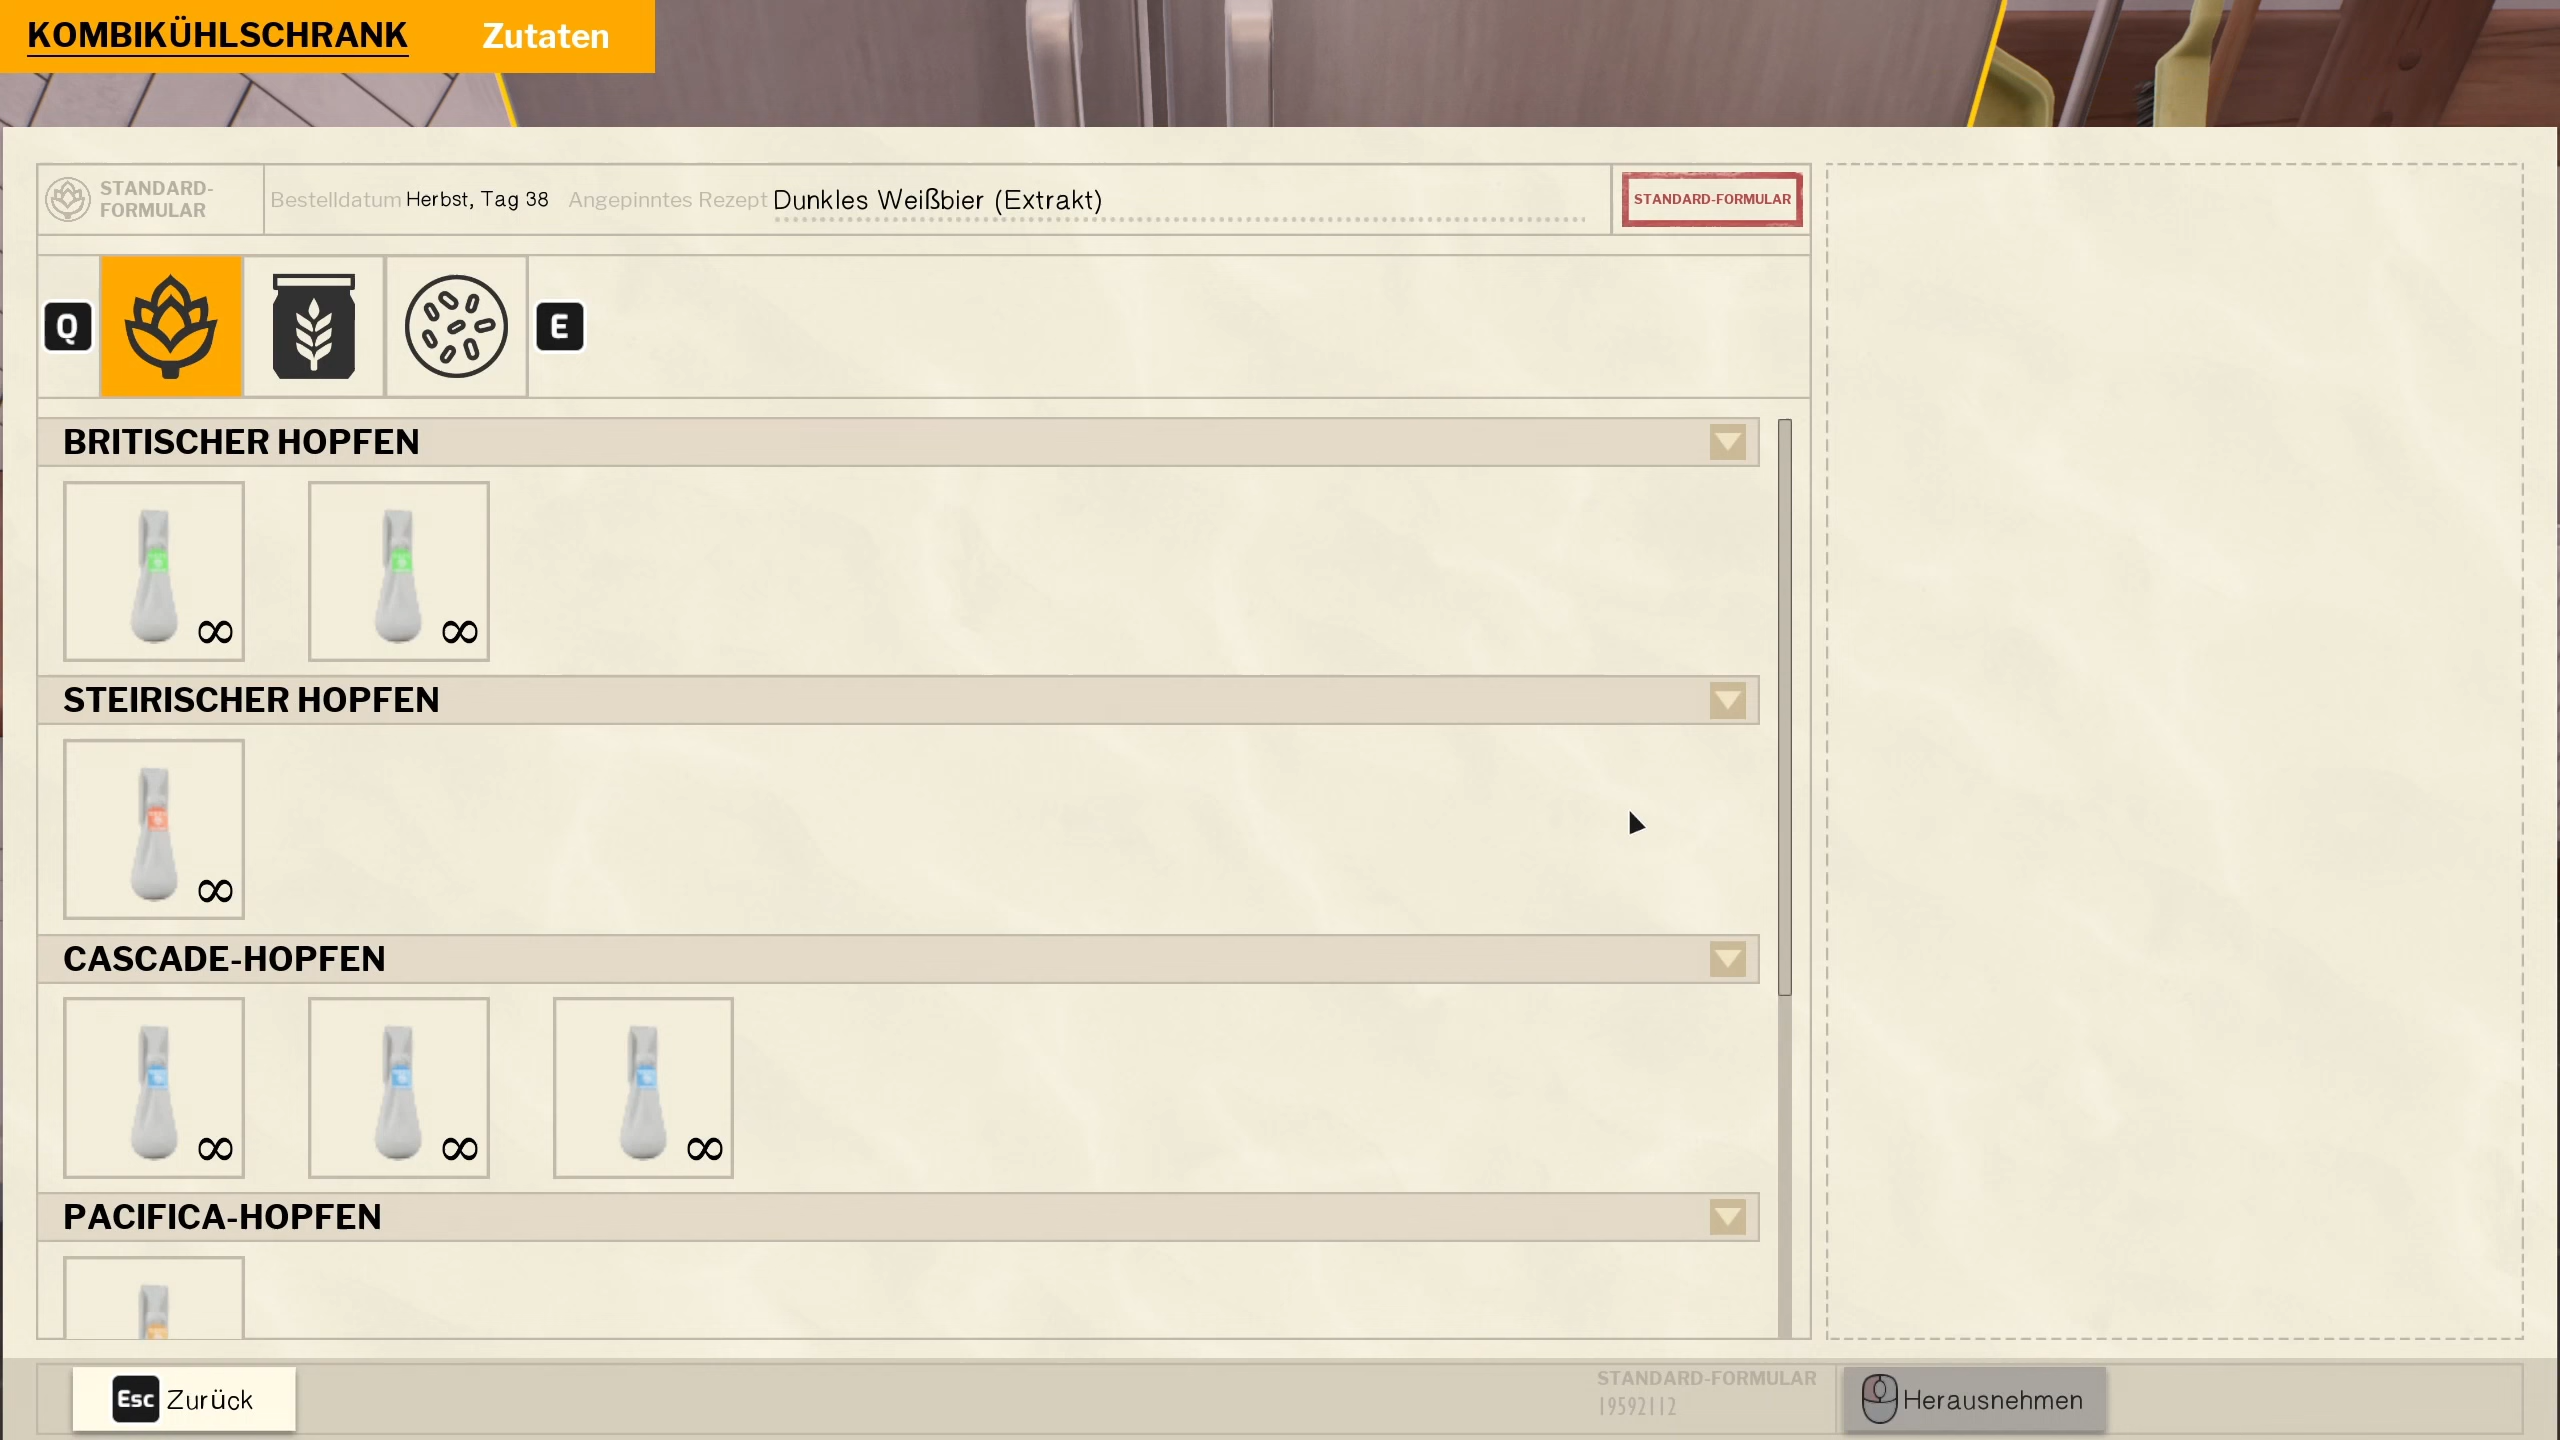 KOMBIKÜHLSCHRANK Zutaten
STANDARD-
FORMULAR
Bestelldatum Herbst, Tag 38 Angepinntes Rezept Dunkles Weißbier (Extrakt)
STANDARD-FORMULAR
Q E
BRITISCHER HOPFEN
∞ ∞
STEIRISCHER HOPFEN
∞
CASCADE-HOPFEN
∞ ∞ ∞
PACIFICA-HOPFEN
Esc Zurück
STANDARD-FORMULAR
19592112
Herausnehmen